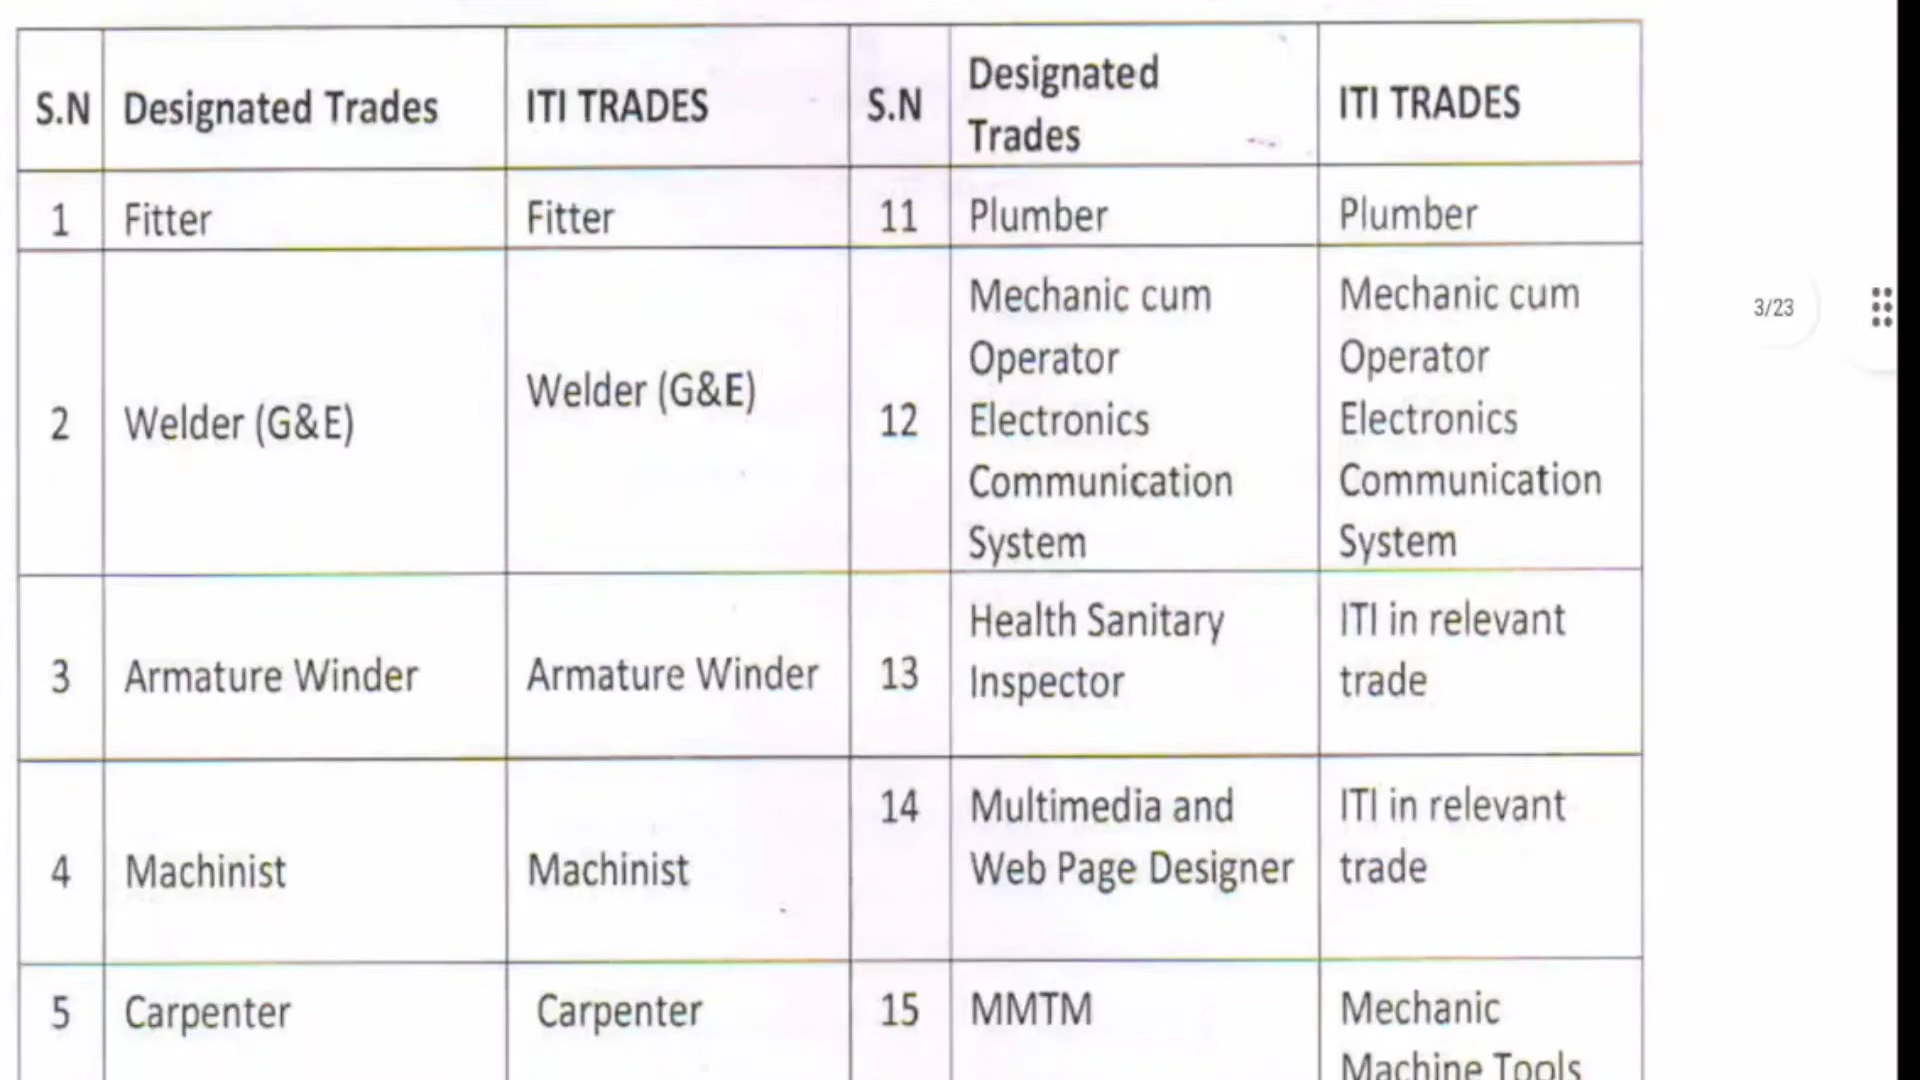 S.N Designated Trades ITI TRADES S.N Designated Trades ITI TRADES
1 Fitter Fitter 11 Plumber Plumber
2 Welder (G&E) Welder (G&E) 12
Mechanic cum
Operator
Electronics
Communication
System
Mechanic cum
Operator
Electronics
Communication
System
3 Armature Winder Armature Winder 13
Health Sanitary
Inspector
ITI in relevant
trade
4 Machinist Machinist 14
Multimedia and
Web Page Designer
ITI in relevant
trade
5 Carpenter Carpenter 15 MMTM
Mechanic
Machine Tools
3/23